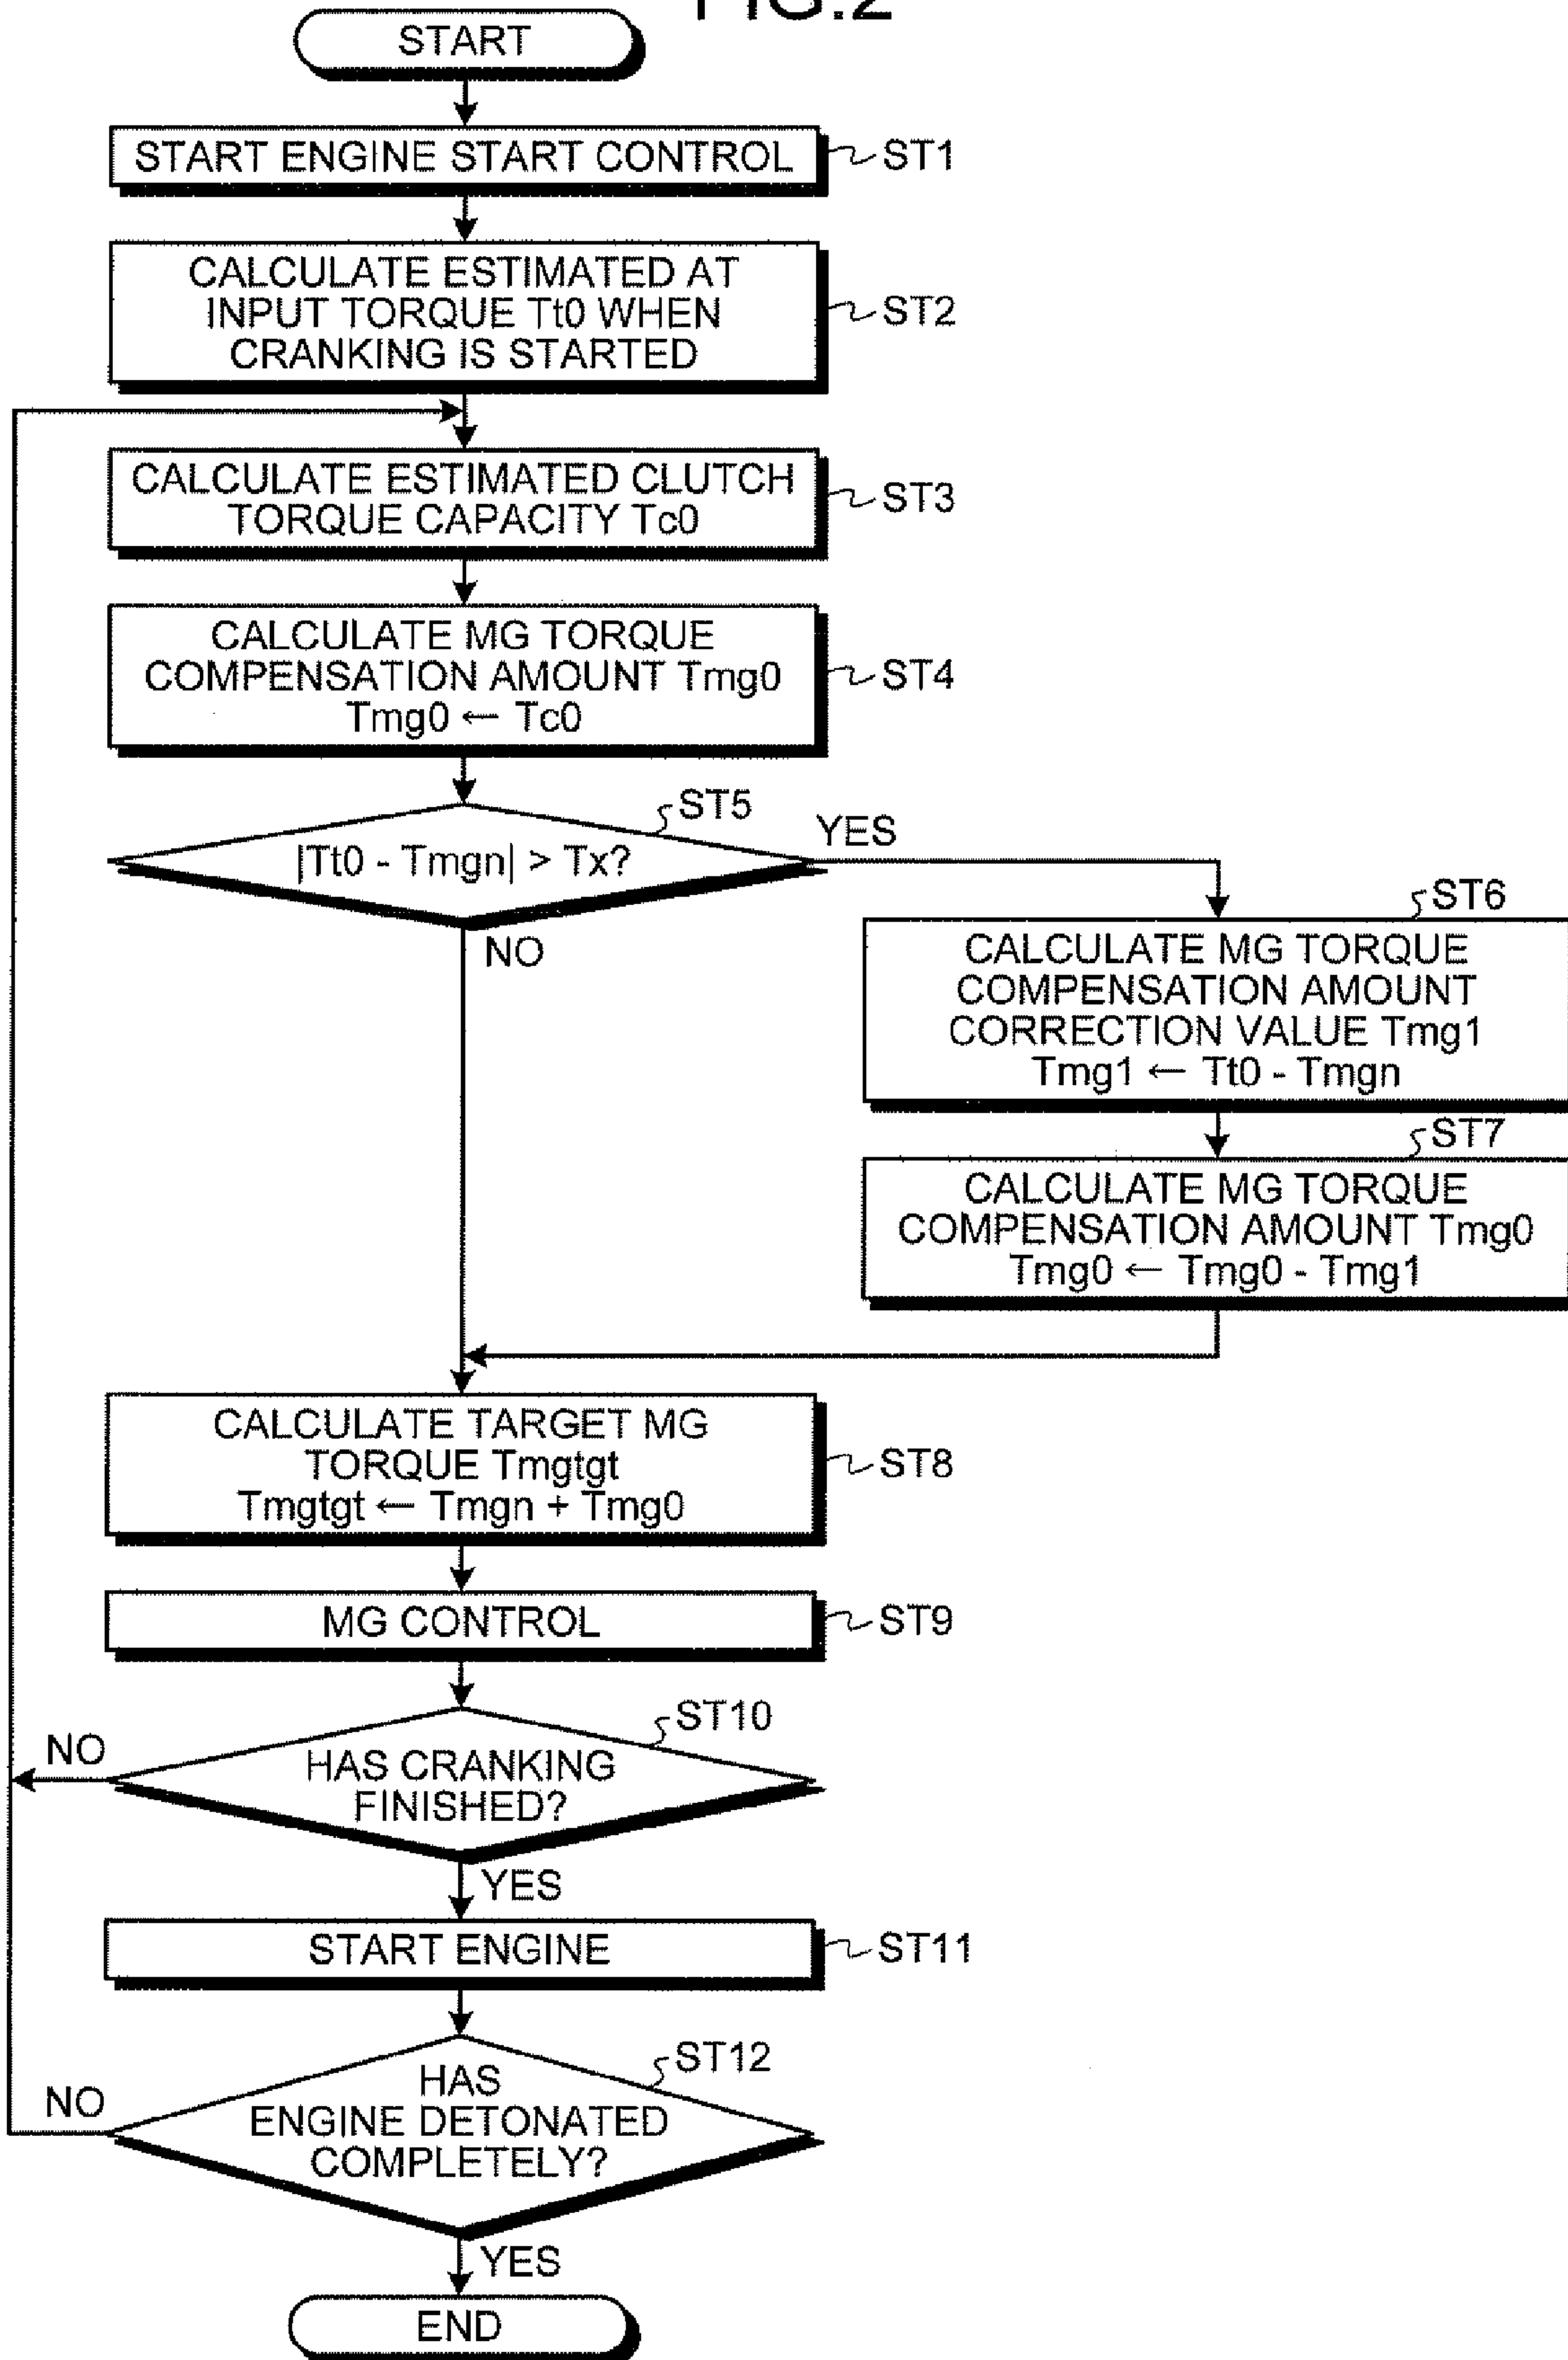 FIG.2
START
START ENGINE START CONTROL
ST1
CALCULATE ESTIMATED AT
INPUT TORQUE Tt0 WHEN
CRANKING IS STARTED
ST2
CALCULATE ESTIMATED CLUTCH
TORQUE CAPACITY Tc0
ST3
CALCULATE MG TORQUE
COMPENSATION AMOUNT Tmg0
Tmg0 ← Tc0
ST4
ST5
|Tt0 - Tmgn| > Tx?
YES
NO
ST6
CALCULATE MG TORQUE
COMPENSATION AMOUNT
CORRECTION VALUE Tmg1
Tmg1 ← Tt0 - Tmgn
ST7
CALCULATE MG TORQUE
COMPENSATION AMOUNT Tmg0
Tmg0 ← Tmg0 - Tmg1
CALCULATE TARGET MG
TORQUE Tmgtgt
Tmgtgt ← Tmgn + Tmg0
ST8
MG CONTROL
ST9
ST10
NO
HAS CRANKING
FINISHED?
YES
START ENGINE
ST11
ST12
NO
HAS
ENGINE DETONATED
COMPLETELY?
YES
END